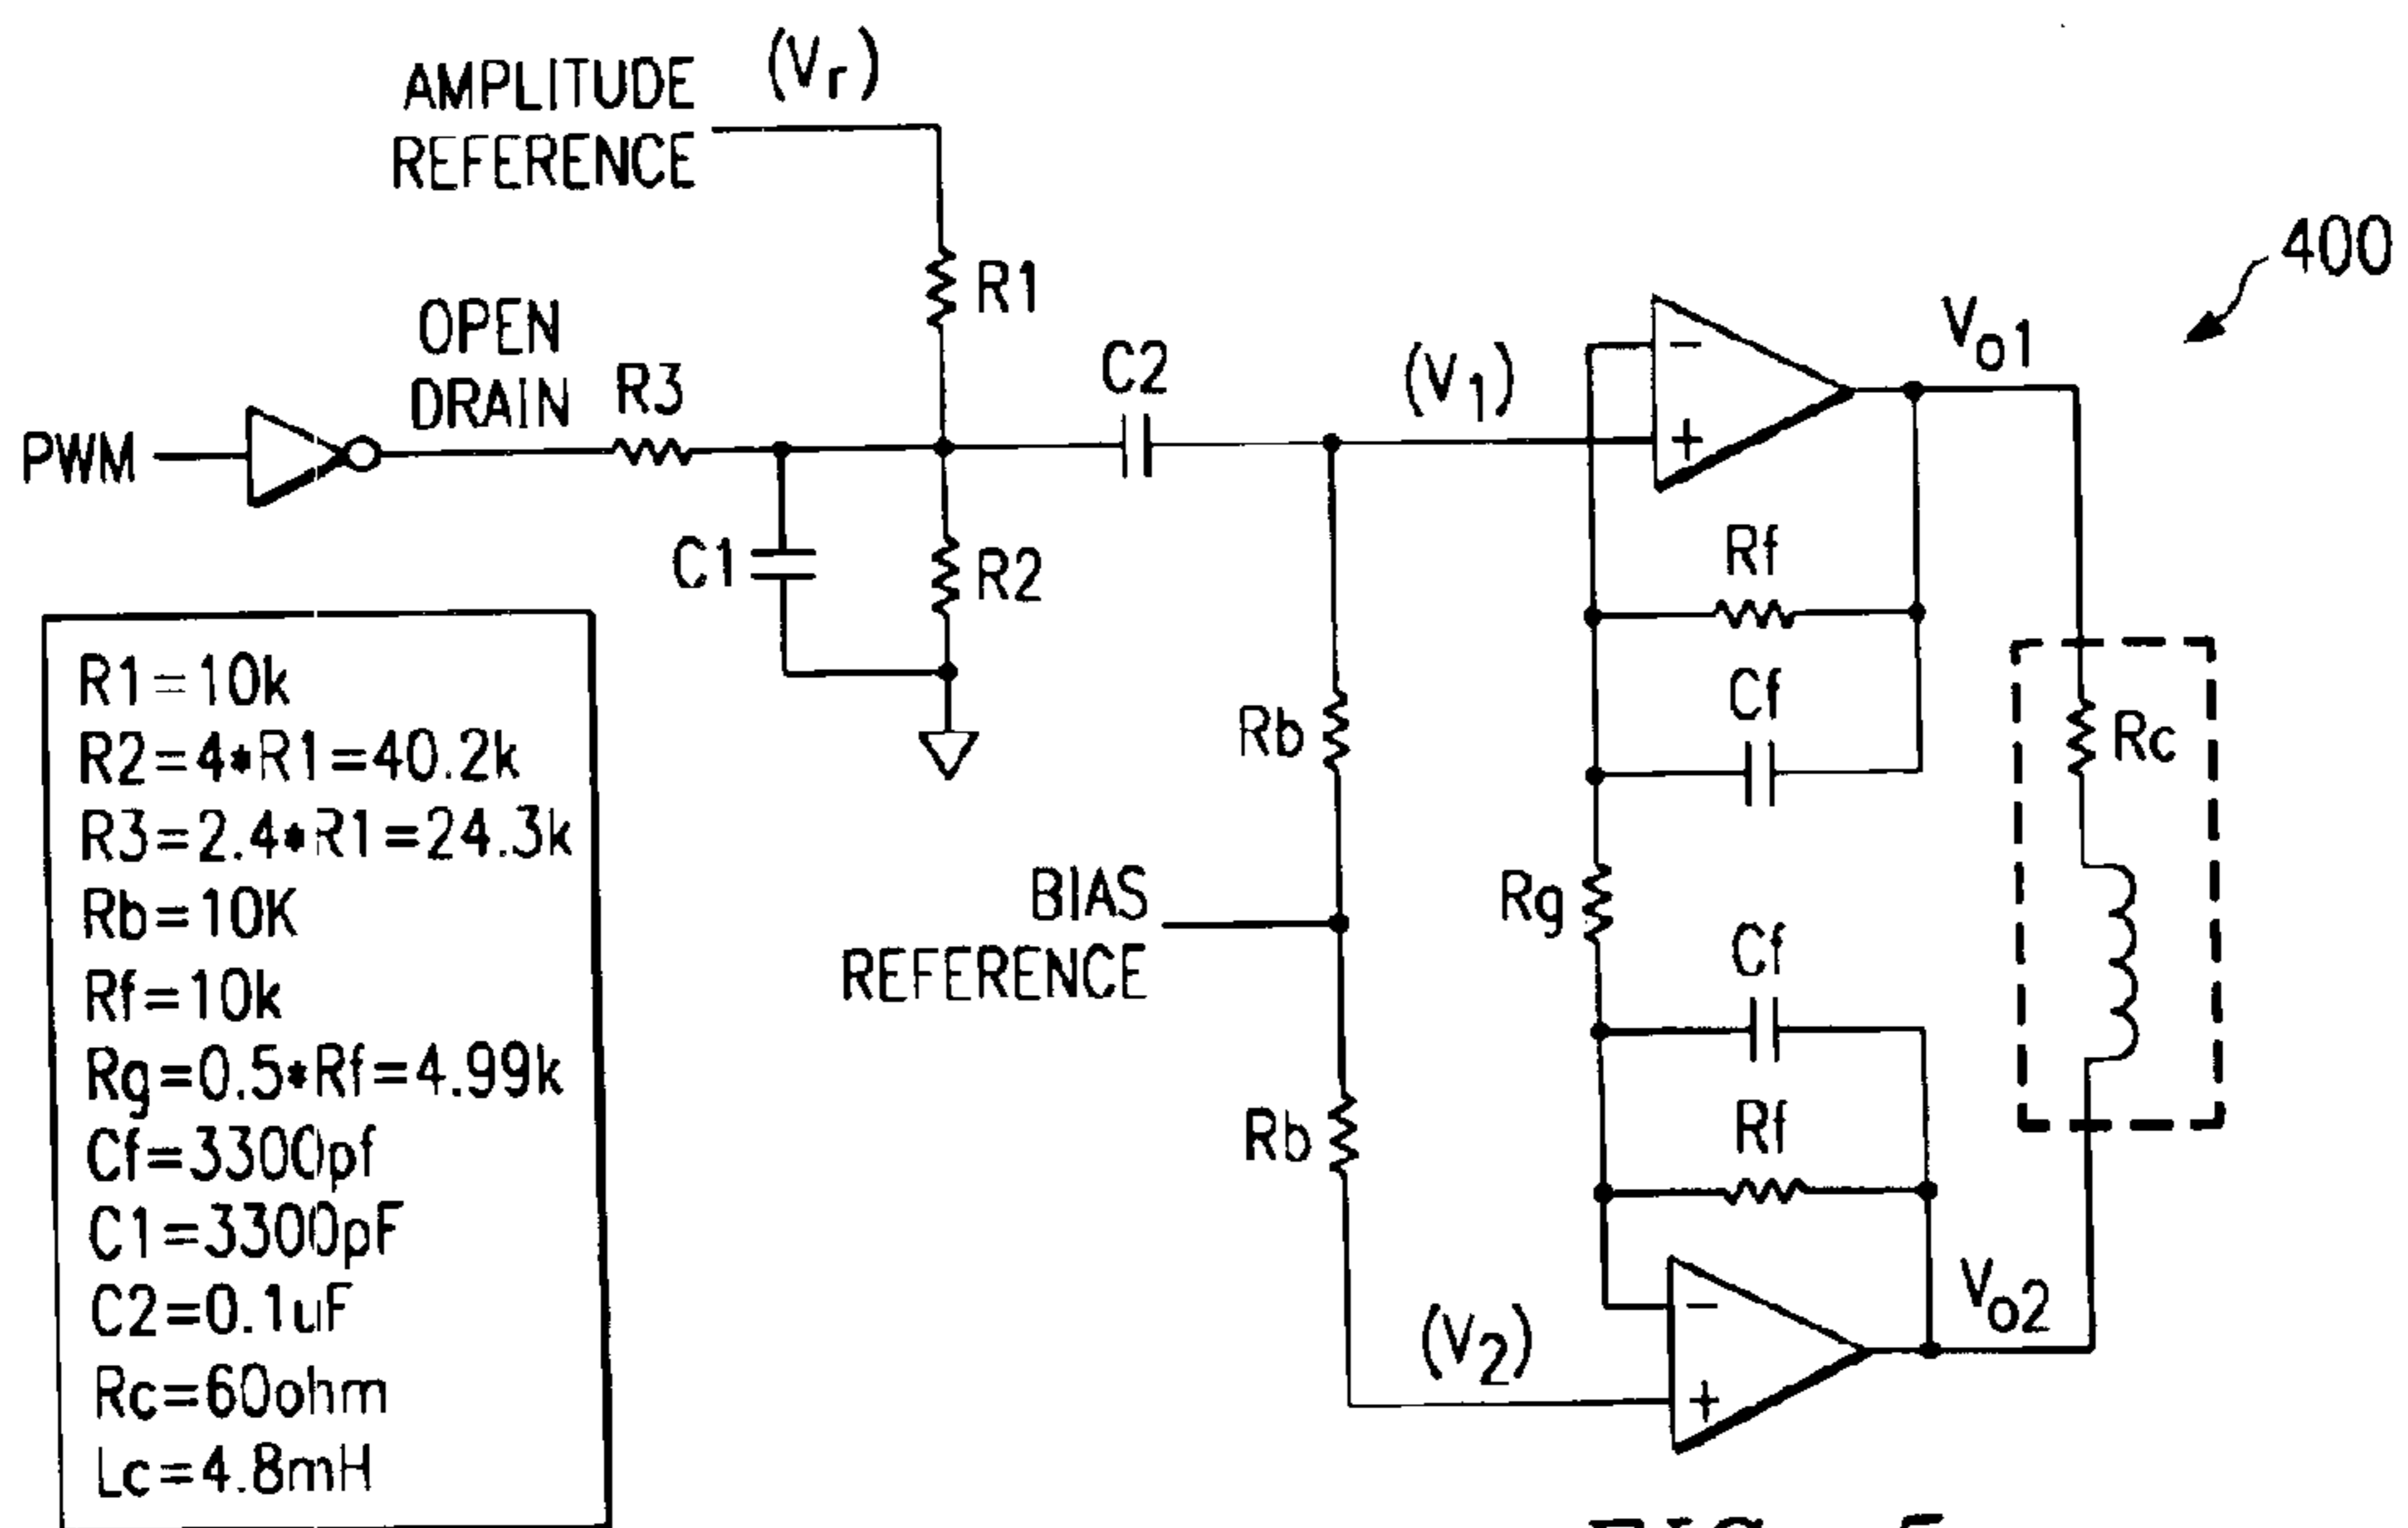 AMPLITUDE
REFERENCE
(Vr)
R1
400
OPEN
DRAIN
R3
C2
(V1)
−
+
Vo1
PWM
C1
R2
Rf
Cf
Rc
Rb
Rg
BIAS
REFERENCE
Cf
Rf
Rb
(V2)
−
+
Vo2
R1=10k
R2=4*R1=40.2k
R3=2.4*R1=24.3k
Rb=10K
Rf=10k
Rg=0.5*Rf=4.99k
Cf=3300pf
C1=3300pF
C2=0.1uF
Rc=60ohm
Lc=4.8mH